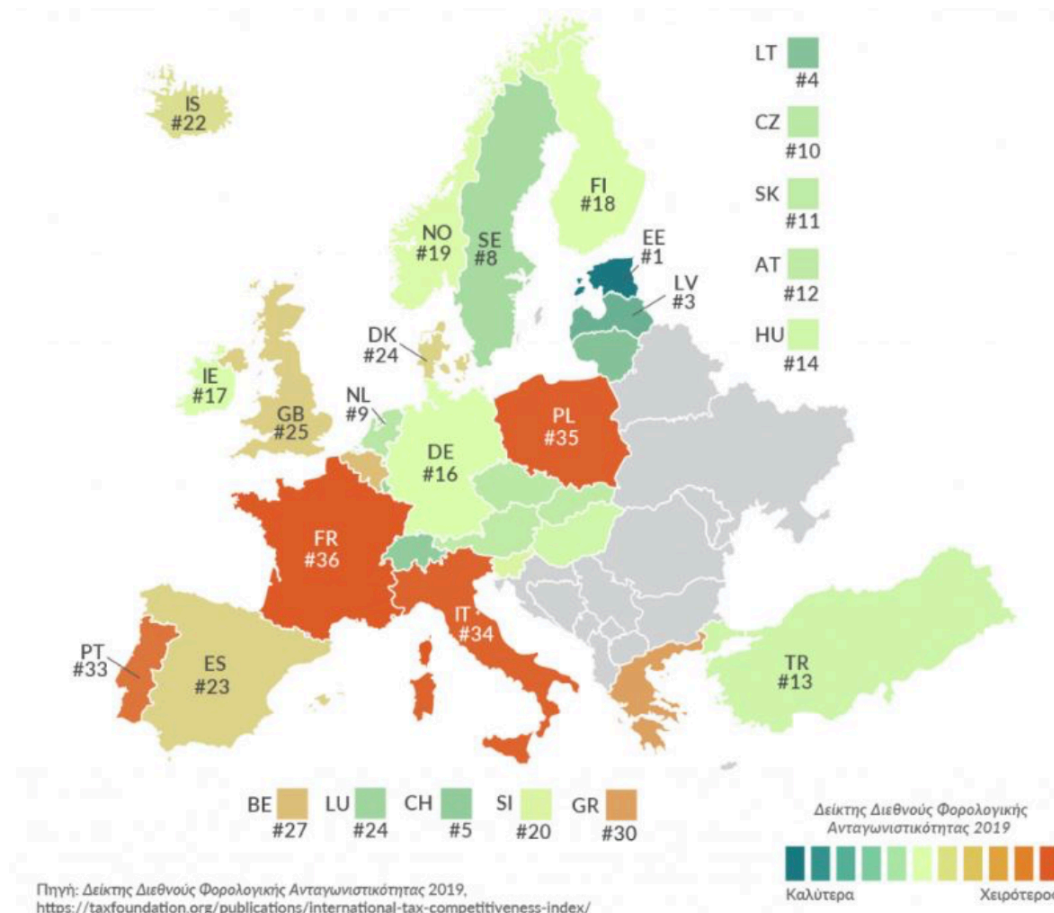 IS
#22
LT
#4
CZ
#10
SK
#11
AT
#12
HU
#14
FI
#18
NO
#19
SE
#8
EE
#1
LV
#3
DK
#24
IE
#17
GB
#25
NL
#9
DE
#16
PL
#35
FR
#36
IT
#34
PT
#33
ES
#23
TR
#13
BE
#27
LU
#24
CH
#5
SI
#20
GR
#30
Δείκτης Διεθνούς Φορολογικής
Ανταγωνιστικότητας 2019
Καλύτερα
Χειρότερο
Πηγή: Δείκτης Διεθνούς Φορολογικής Ανταγωνιστικότητας 2019,
https://taxfoundation.org/publications/international-tax-competitiveness-index/